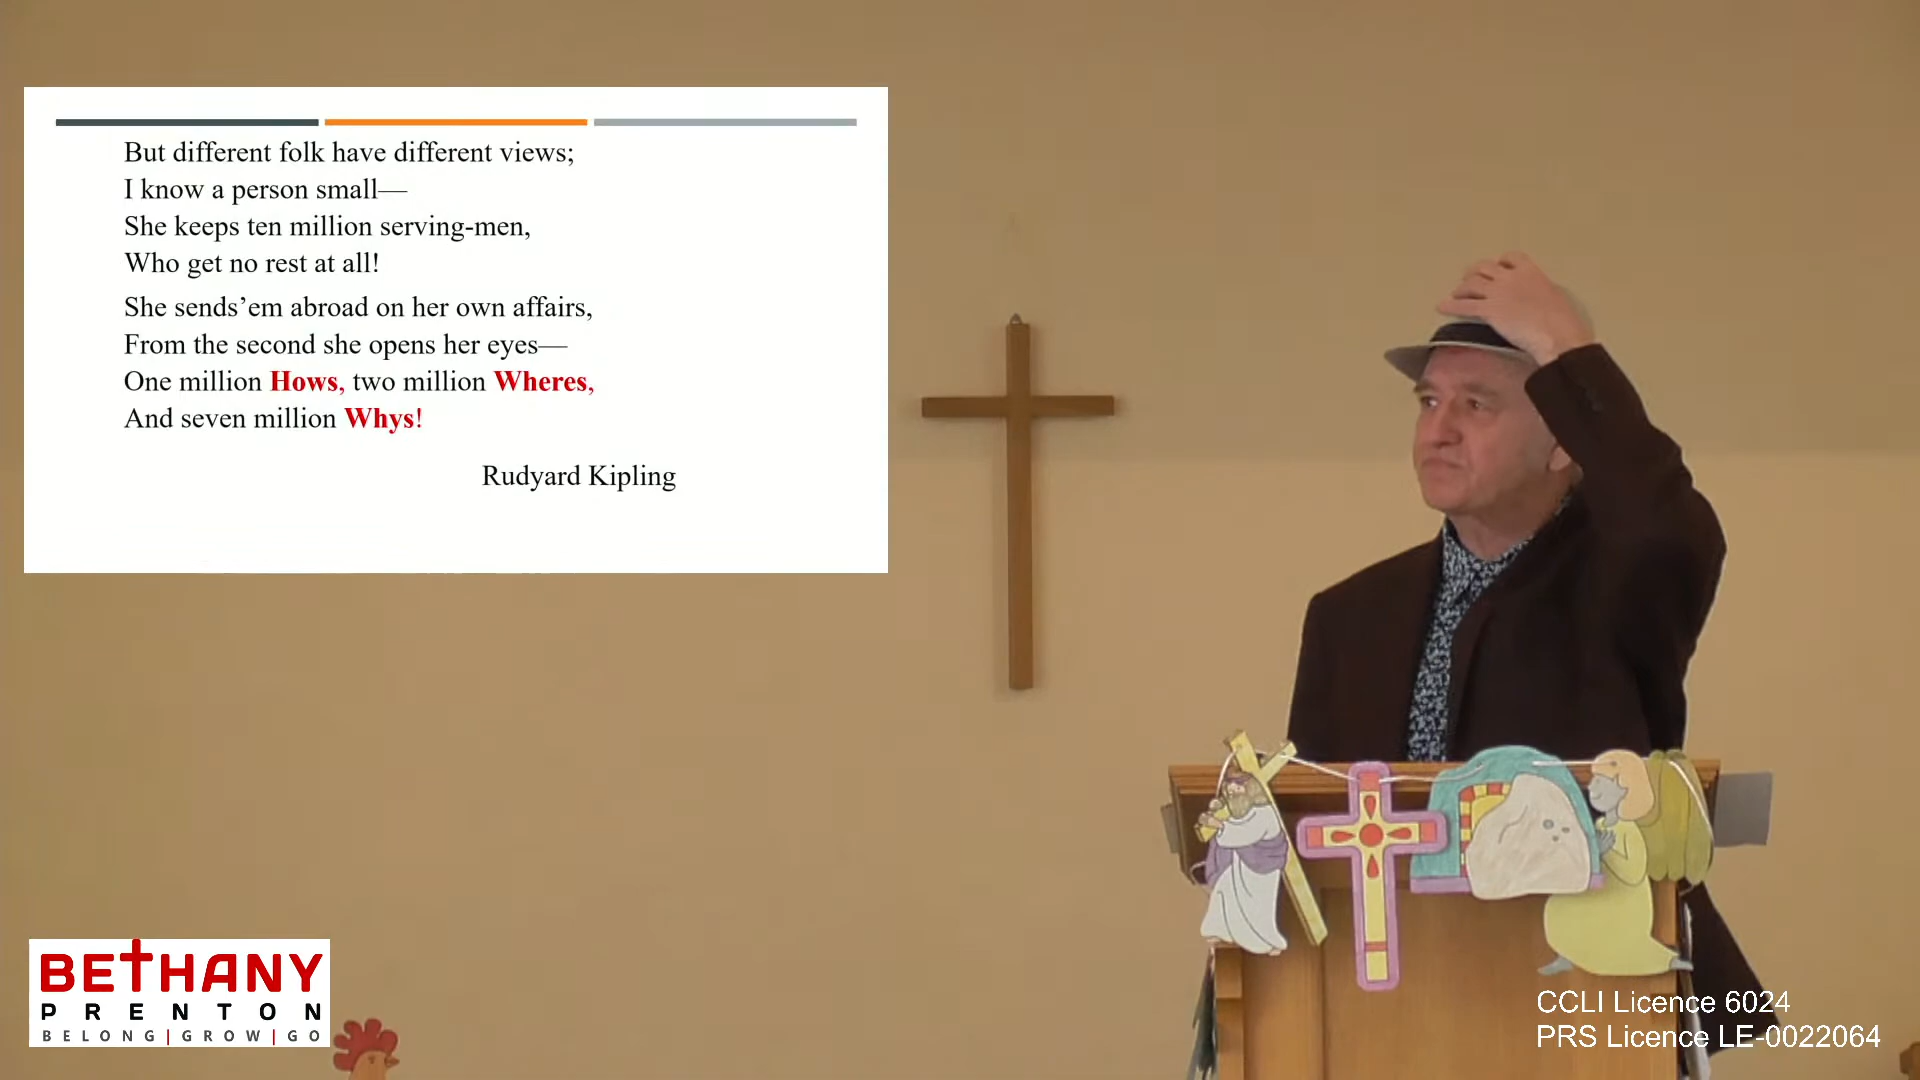 But different folk have different views;
I know a person small—
She keeps ten million serving-men,
Who get no rest at all!
She sends’em abroad on her own affairs,
From the second she opens her eyes—
One million Hows, two million Wheres,
And seven million Whys!
Rudyard Kipling
BETHANY
PRENTON
BELONG|GROW|GO
CCLI Licence 6024
PRS Licence LE-0022064